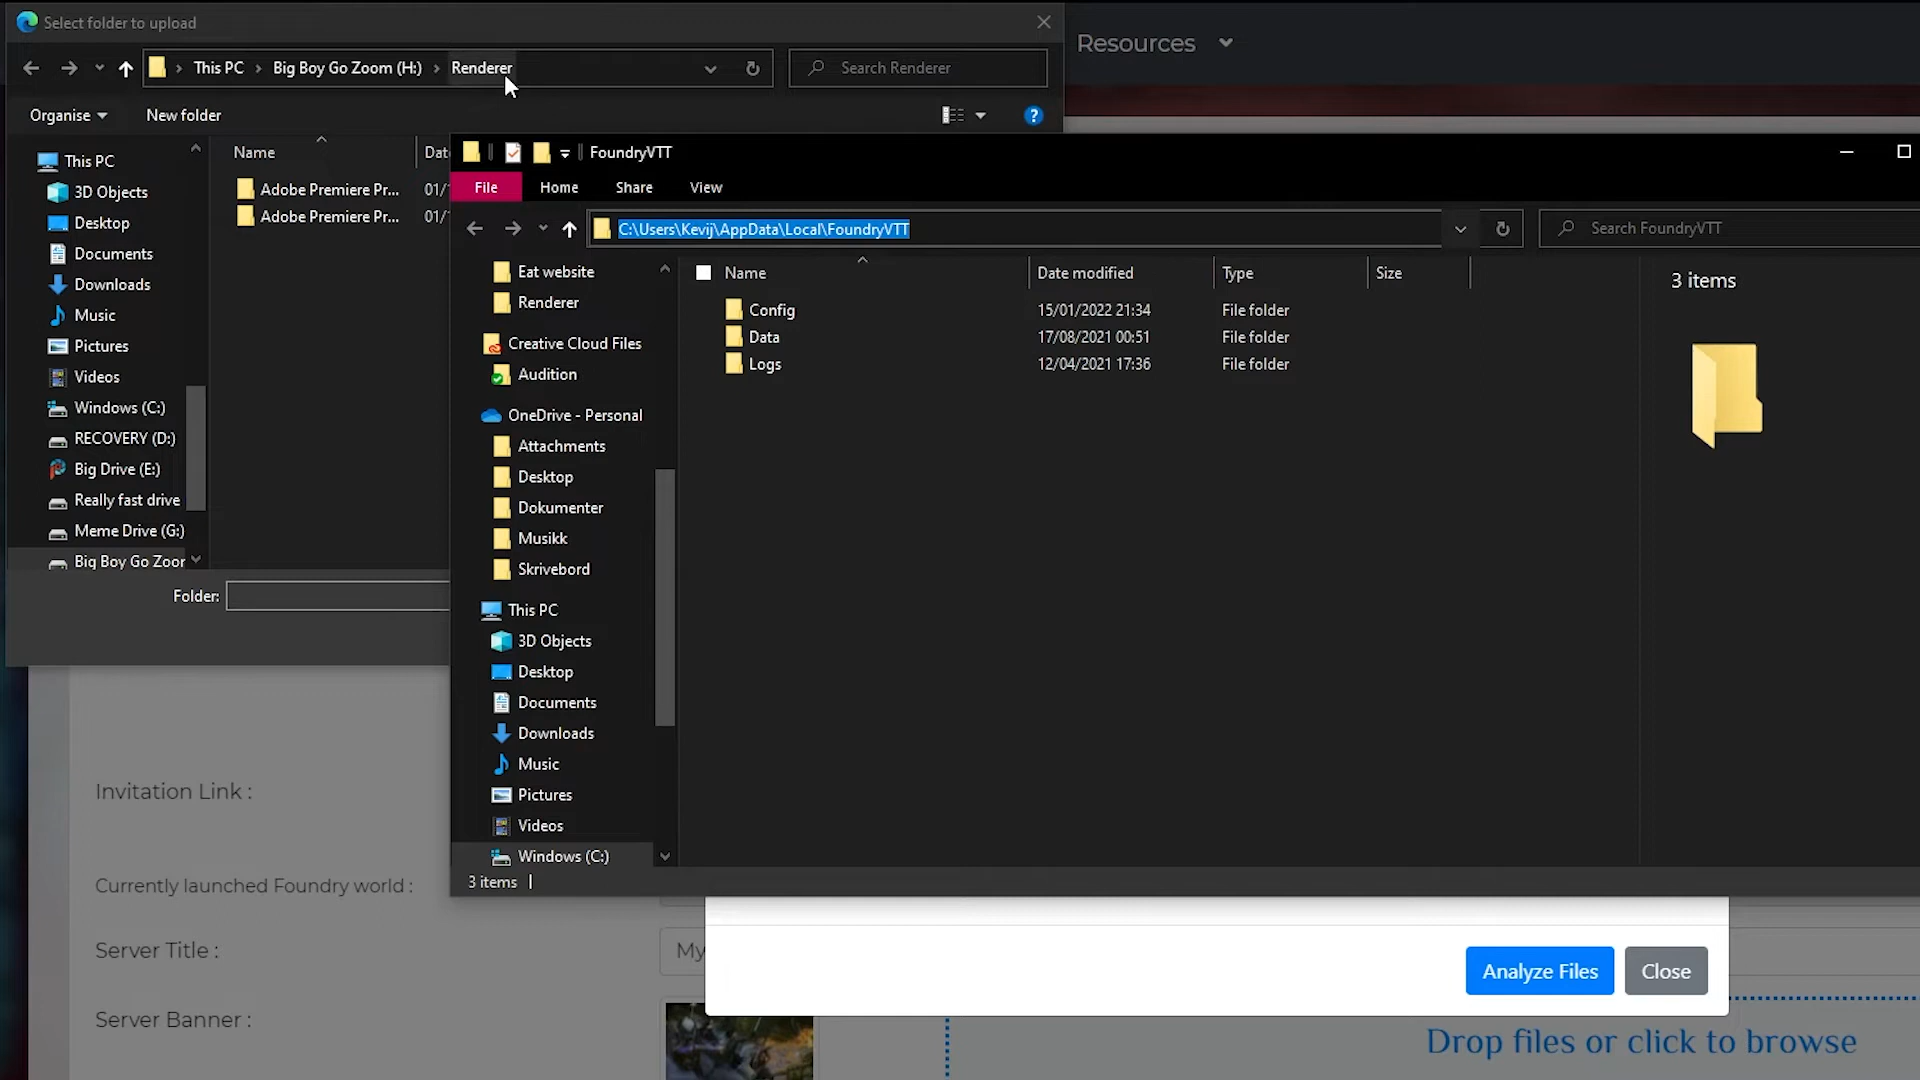 Select folder to upload
This PC
Big Boy Go Zoom (H:)
Renderer
Search Renderer
Resources
Organise
New folder
This PC
3D Objects
Desktop
Documents
Downloads
Music
Pictures
Videos
Windows (C:)
RECOVERY (D:)
Big Drive (E:)
Really fast drive
Meme Drive (G:)
Big Boy Go Zoor
Name
Adobe Premiere Pr...
01/
Adobe Premiere Pr...
01/
Folder:
FoundryVTT
File
Home
Share
View
C:\Users\Kevij\AppData\Local\FoundryVTT
Search FoundryVTT
Eat website
Renderer
Creative Cloud Files
Audition
OneDrive - Personal
Attachments
Desktop
Dokumenter
Musikk
Skrivebord
This PC
3D Objects
Desktop
Documents
Downloads
Music
Pictures
Videos
Windows (C:)
Name
Date modified
Type
Size
Config
15/01/2022 21:34
File folder
Data
17/08/2021 00:51
File folder
Logs
12/04/2021 17:36
File folder
3 items
3 items
Invitation Link :
Currently launched Foundry world :
Server Title :
My
Server Banner :
Analyze Files
Close
Drop files or click to browse